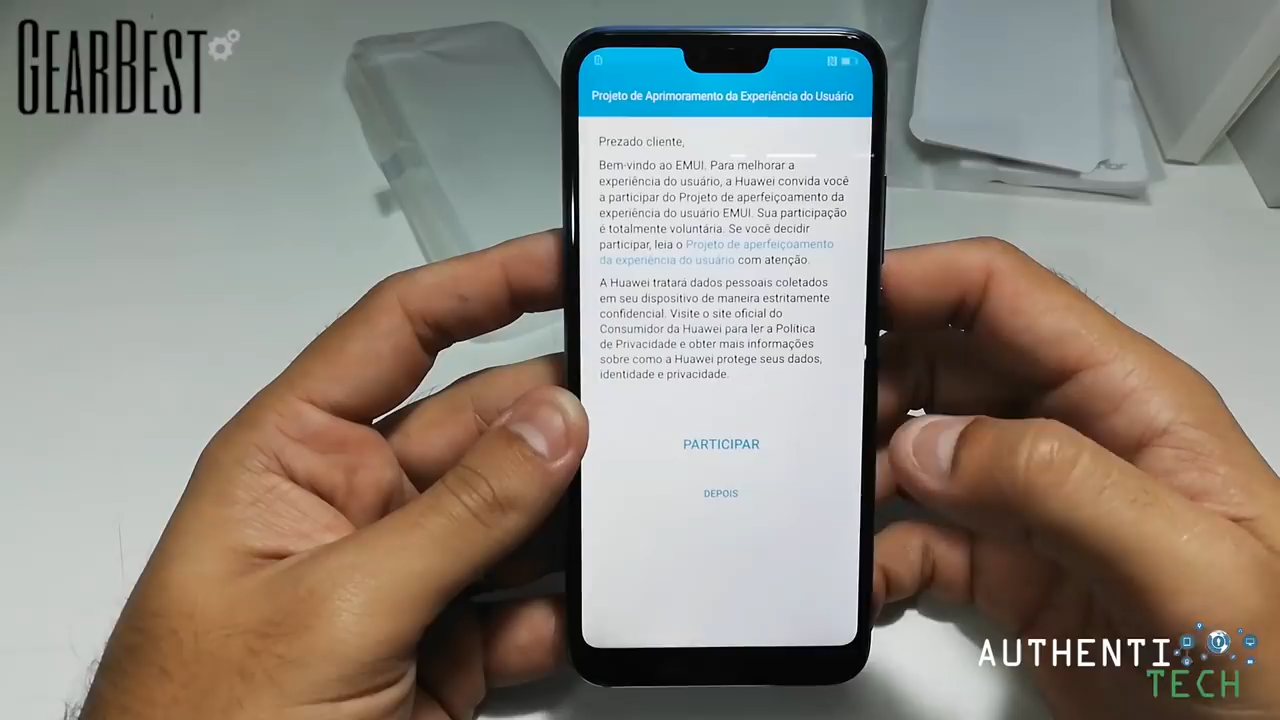 GEARBEST
Projeto de Aprimoramento da Experiência do Usuário
Prezado cliente,
Bem-vindo ao EMUI. Para melhorar a
experiência do usuário, a Huawei convida você
a participar do Projeto de aperfeiçoamento da
experiência do usuário EMUI. Sua participação
é totalmente voluntária. Se você decidir
participar, leia o Projeto de aperfeiçoamento
da experiência do usuário com atenção.
A Huawei tratará dados pessoais coletados
em seu dispositivo de maneira estritamente
confidencial. Visite o site oficial do
Consumidor da Huawei para ler a Política
de Privacidade e obter mais informações
sobre como a Huawei protege seus dados,
identidade e privacidade.
PARTICIPAR
DEPOIS
AUTHENTI
TECH